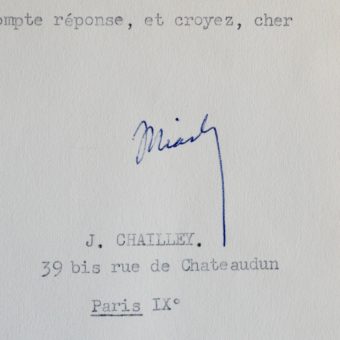 ompte réponse, et croyez, cher
J. CHAILLEY.
39 bis rue de Chateaudun
Paris IX°